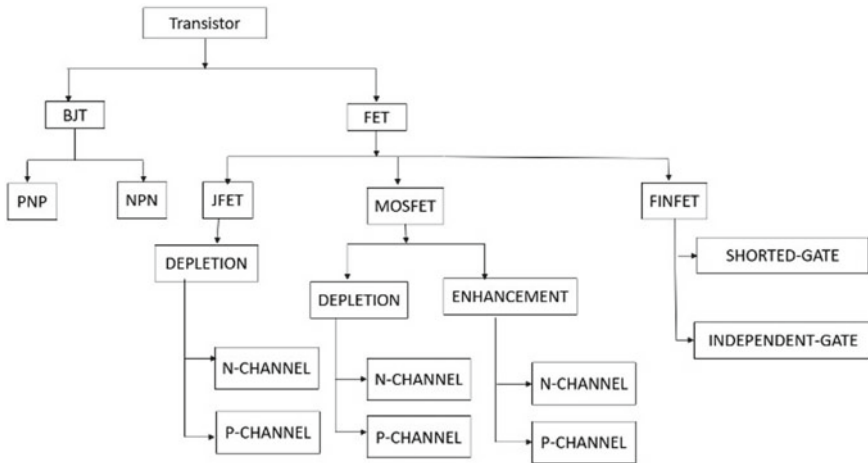 Transistor
BJT
FET
PNP
NPN
JFET
MOSFET
FINFET
DEPLETION
SHORTED-GATE
DEPLETION
ENHANCEMENT
INDEPENDENT-GATE
N-CHANNEL
N-CHANNEL
N-CHANNEL
P-CHANNEL
P-CHANNEL
P-CHANNEL